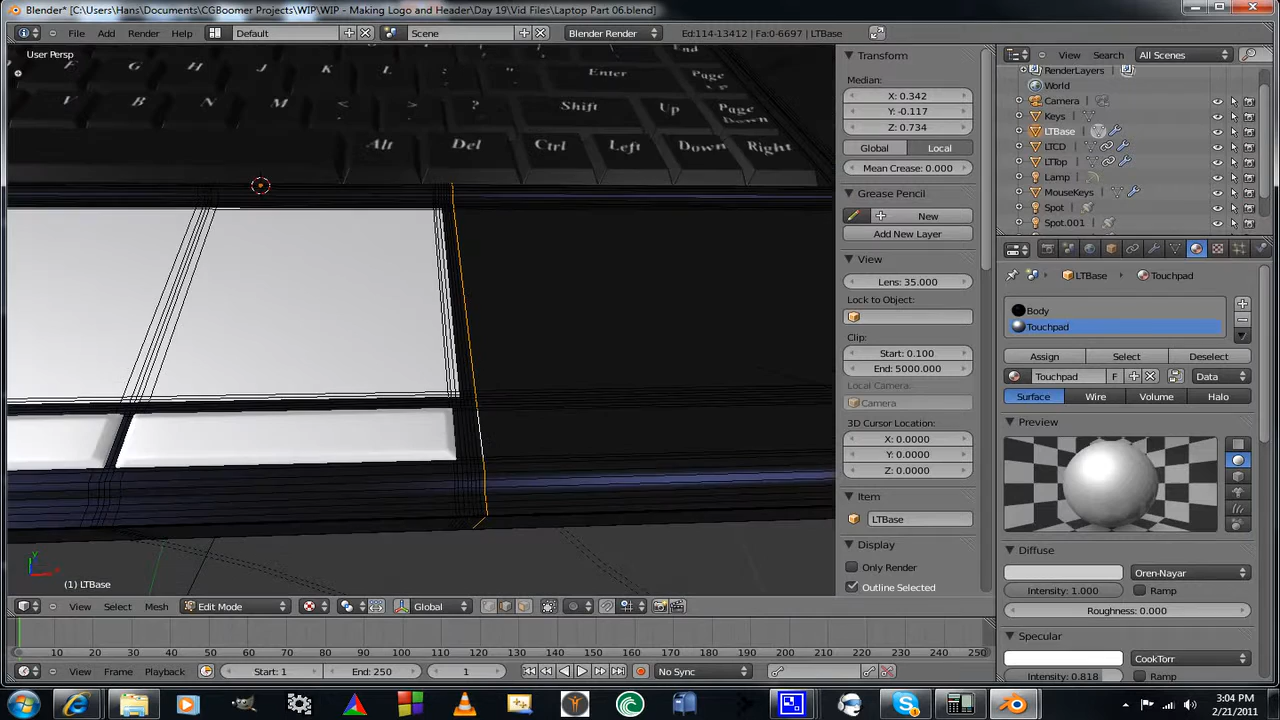 Blender* [C:\Users\Hans\Documents\CGBoomer Projects\WIP\WIP - Making Logo and Header\Day 19\Vid Files\Laptop Part 06.blend]
File Add Render Help Default Scene Blender Render Ed:114-13412 | Fa:0-6697 | LTBase
User Persp
G H J K L Enter Page Up
V B N M < > ? Shift Up Page Down
Alt Del Ctrl Left Down Right
(1) LTBase
View Select Mesh Edit Mode Global
Transform
Median:
X: 0.342
Y: -0.117
Z: 0.734
Global Local
Mean Crease: 0.000
Grease Pencil
New
Add New Layer
View
Lens: 35.000
Lock to Object:
Clip:
Start: 0.100
End: 5000.000
Local Camera:
Camera
3D Cursor Location:
X: 0.0000
Y: 0.0000
Z: 0.0000
Item
LTBase
Display
Only Render
Outline Selected
View Search All Scenes
RenderLayers
World
Camera
Keys
LTBase
LTCD
LTTop
Lamp
MouseKeys
Spot
Spot.001
LTBase Touchpad
Body
Touchpad
Assign Select Deselect
Touchpad F Data
Surface Wire Volume Halo
Preview
Diffuse
Oren-Nayar
Intensity: 1.000 Ramp
Roughness: 0.000
Specular
CookTorr
Intensity: 0.818 Ramp
10 20 30 40 50 60 70 80 90 100 110 120 130 140 150 160 170 180 190 200 210 220 230 240 250
View Frame Playback Start: 1 End: 250 1 No Sync
3:04 PM
2/21/2011